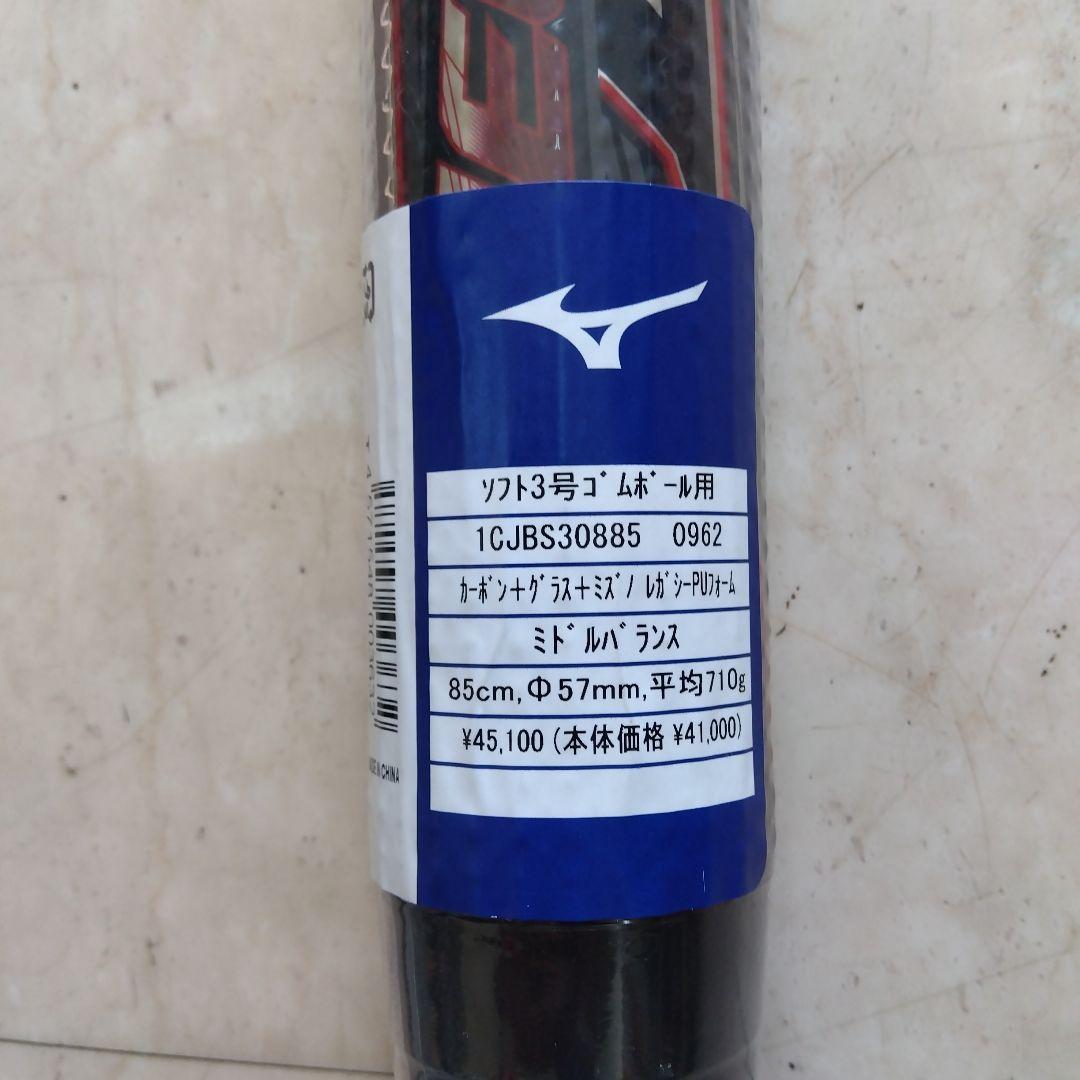 ソフト3号ゴムボール用
1CJBS30885 0962
カーボン+グラス+ミズノ レガシーPUフォーム
ミドルバランス
85cm,Φ57mm,平均710g
¥45,100 (本体価格 ¥41,000)
MADE IN CHINA